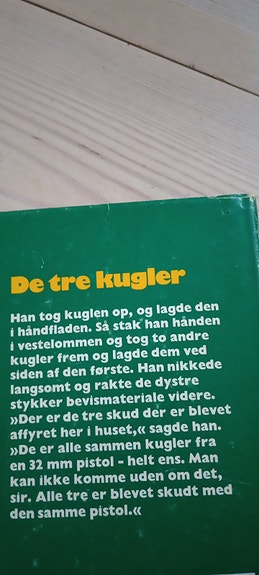 De tre kugler
Han tog kuglen op, og lagde den
i håndfladen. Så stak han hånden
i vestelommen og tog to andre
kugler frem og lagde dem ved
siden af den første. Han nikkede
langsomt og rakte de dystre
stykker bevismateriale videre.
»Der er de tre skud der er blevet
affyret her i huset,« sagde han.
»De er alle sammen kugler fra
en 32 mm pistol - helt ens. Man
kan ikke komme uden om det,
sir. Alle tre er blevet skudt med
den samme pistol.«